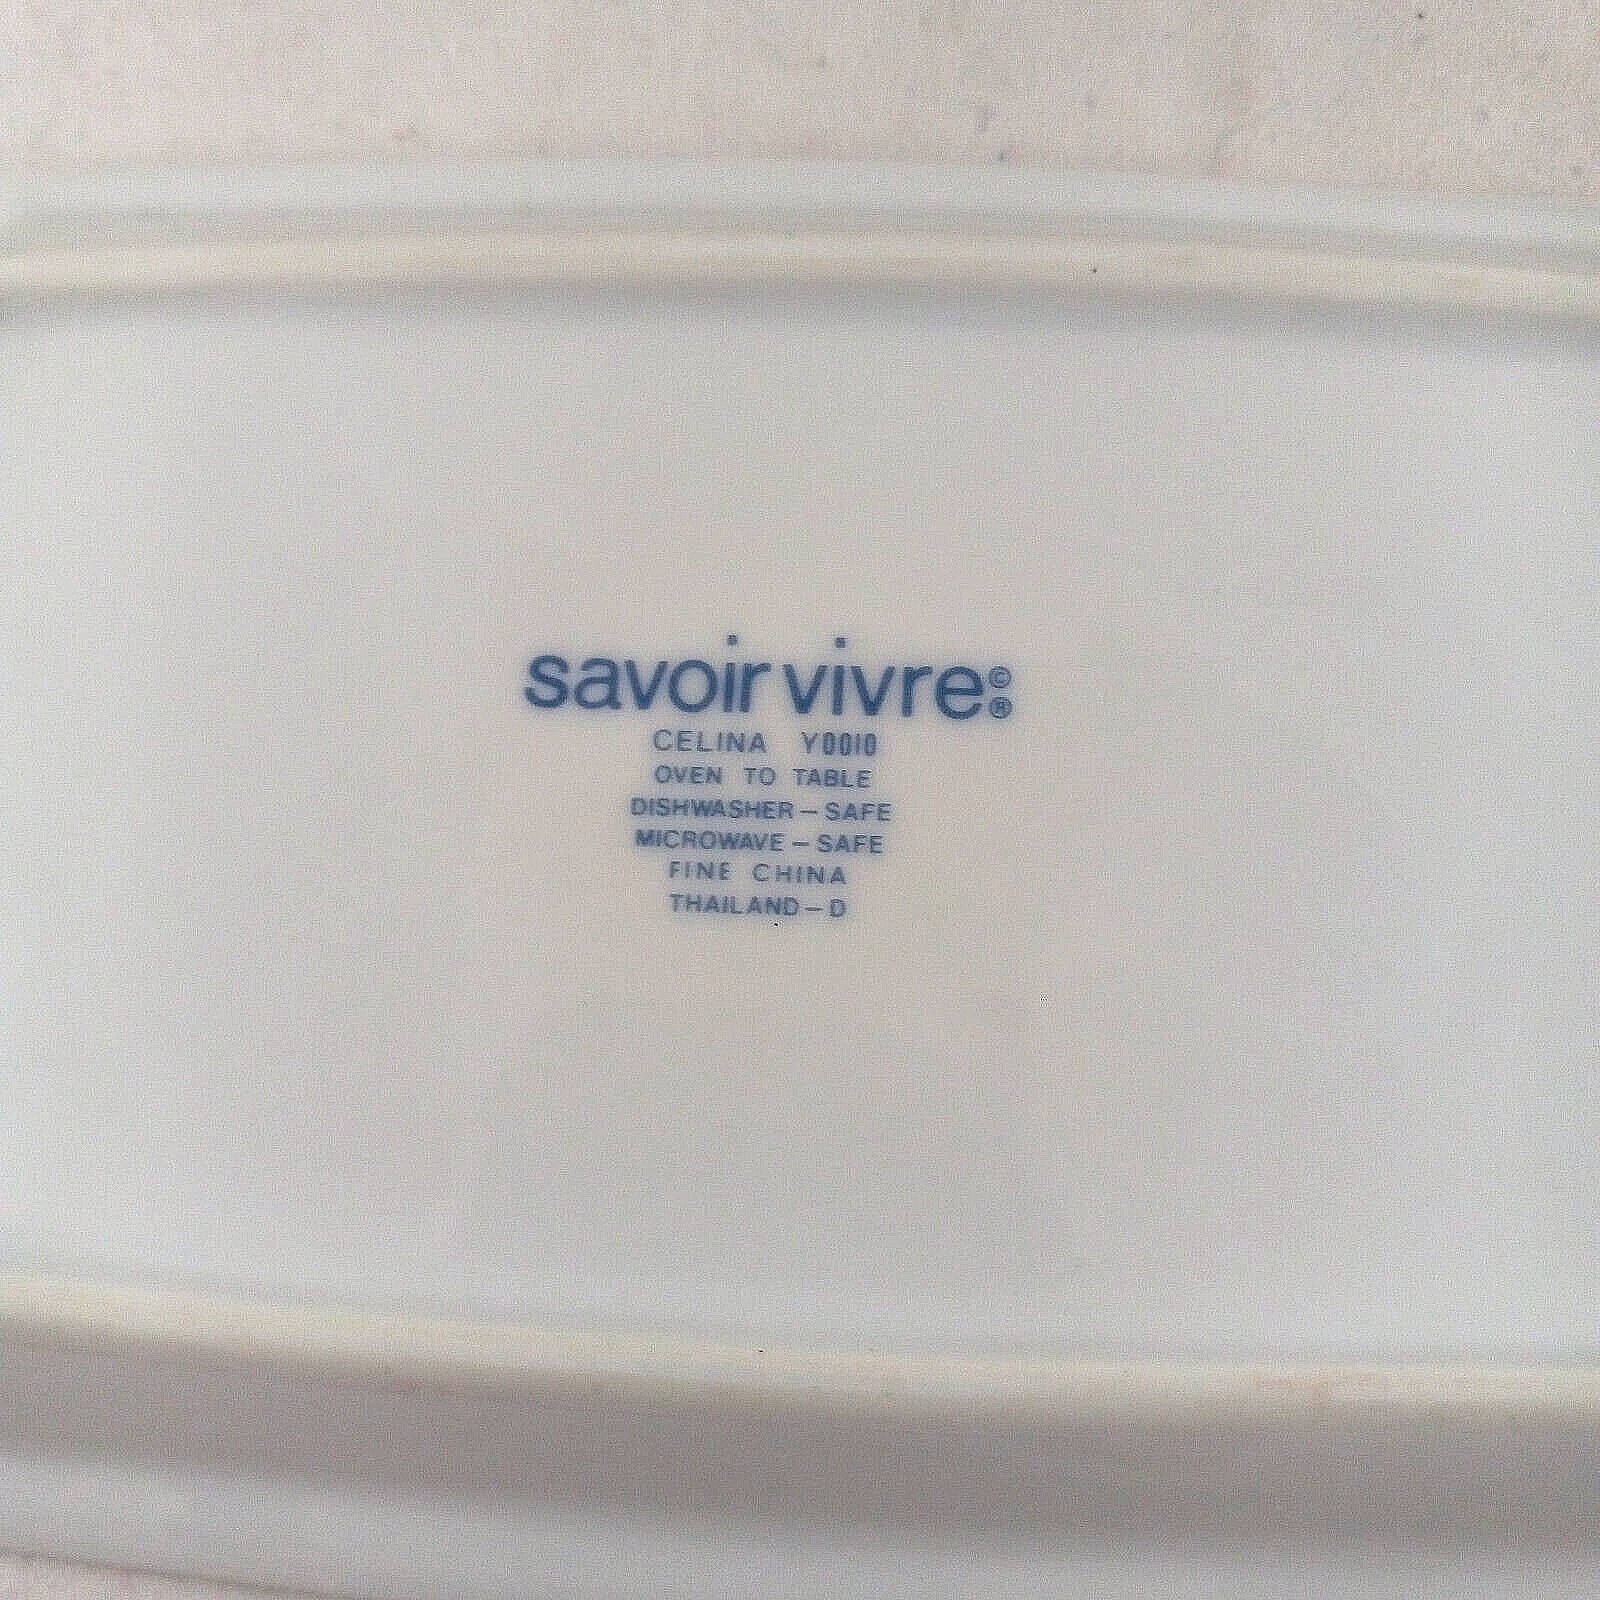 savoir vivre©®
CELINA Y0010
OVEN TO TABLE
DISHWASHER–SAFE
MICROWAVE–SAFE
FINE CHINA
THAILAND–D